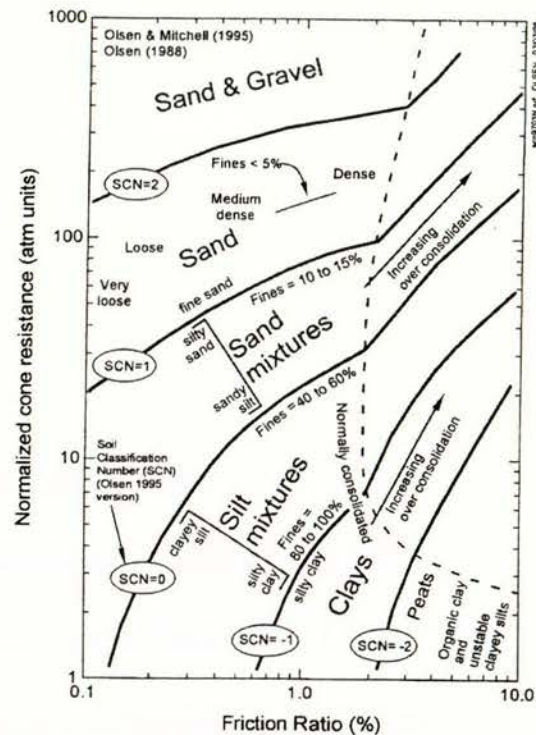 1000
Olsen & Mitchell (1995)
Olsen (1988)
Sand & Gravel
SCN=2
Fines < 5%
Dense
Medium
dense
100
Loose
Sand
Very
loose
fine sand
Fines = 10 to 15%
Increasing
over consolidation
silty
sand
Sand
mixtures
SCN=1
sandy
silt
Fines =40 to 60%
Normally consolidated
Soil
Classification
Number (SCN)
(Olsen 1995
version)
10
Silt
mixtures
clayey
silt
silty
clay
Fines =
80 to 100%
silty clay
Increasing
over consolidation
Clays
SCN=0
SCN= -1
SCN= -2
Peats
Organic clay
and
unstable
clayey silts
1
0.1
1.0
10.0
Friction Ratio (%)
Normalized cone resistance (atm units)